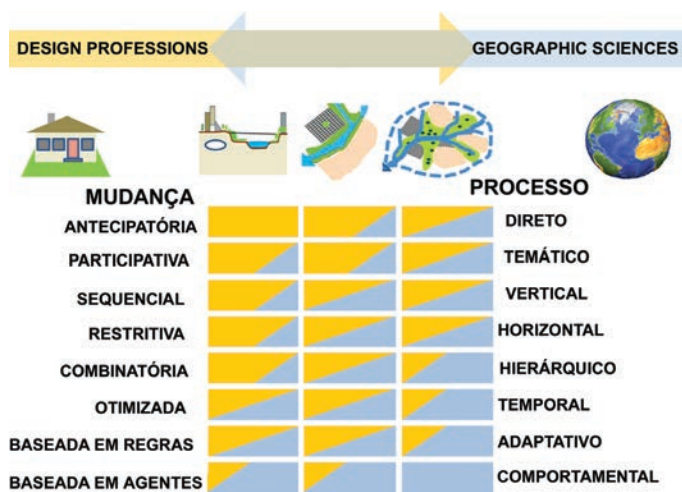 DESIGN PROFESSIONS
GEOGRAPHIC SCIENCES
MUDANÇA
PROCESSO
ANTECIPATÓRIA
DIRETO
PARTICIPATIVA
TEMÁTICO
SEQUENCIAL
VERTICAL
RESTRITIVA
HORIZONTAL
COMBINATÓRIA
HIERÁRQUICO
OTIMIZADA
TEMPORAL
BASEADA EM REGRAS
ADAPTATIVO
BASEADA EM AGENTES
COMPORTAMENTAL